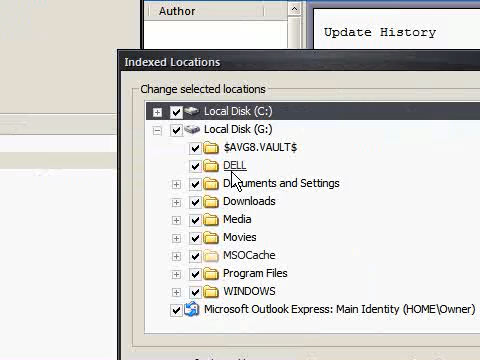 Author
Update History
Indexed Locations
Change selected locations
Local Disk (C:)
Local Disk (G:)
$AVG8.VAULT$
DELL
Documents and Settings
Downloads
Media
Movies
MSOCache
Program Files
WINDOWS
Microsoft Outlook Express: Main Identity (HOME\Owner)